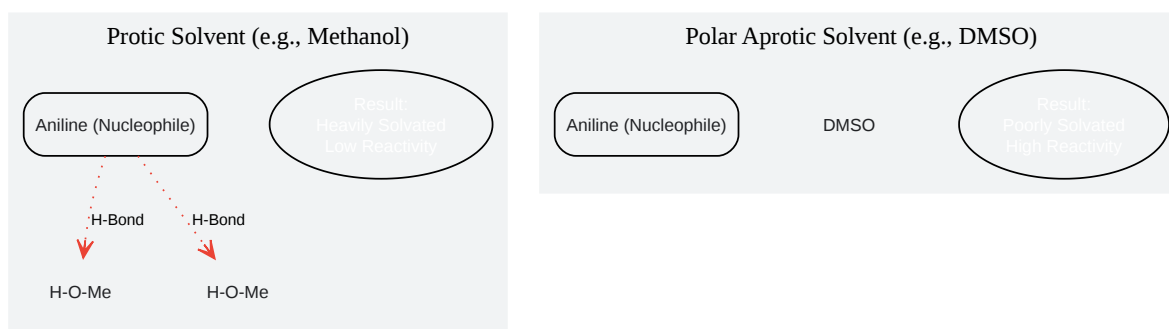 Protic Solvent (e.g., Methanol)
Aniline (Nucleophile)
Result:
Heavily Solvated
Low Reactivity
H-Bond
H-Bond
H-O-Me
H-O-Me
Polar Aprotic Solvent (e.g., DMSO)
Aniline (Nucleophile)
DMSO
Result:
Poorly Solvated
High Reactivity